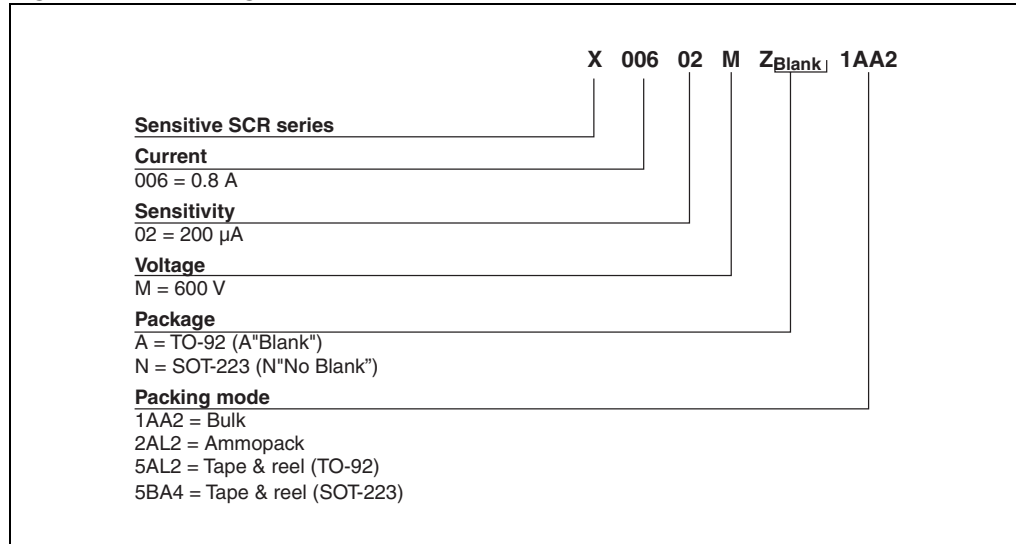 X 006 02 M Z Blank 1AA2
Sensitive SCR series
Current
006 = 0.8 A
Sensitivity
02 = 200 µA
Voltage
M = 600 V
Package
A = TO-92 (A"Blank")
N = SOT-223 (N"No Blank”)
Packing mode
1AA2 = Bulk
2AL2 = Ammopack
5AL2 = Tape & reel (TO-92)
5BA4 = Tape & reel (SOT-223)